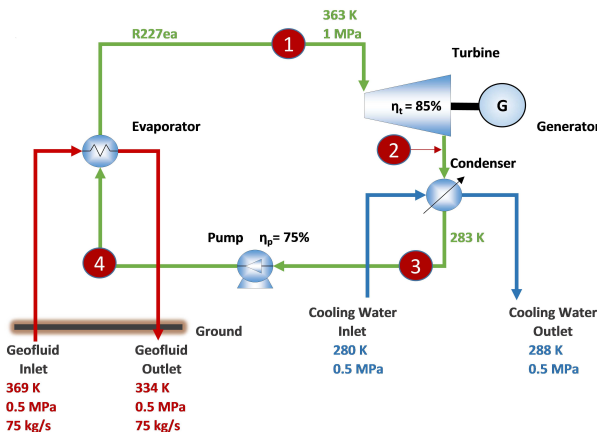 R227ea
1
363 K
1 MPa
Turbine
ηt = 85%
G
Generator
Evaporator
2
Condenser
Pump
ηp= 75%
283 K
4
3
Ground
Geofluid
Inlet
369 K
0.5 MPa
75 kg/s
Geofluid
Outlet
334 K
0.5 MPa
75 kg/s
Cooling Water
Inlet
280 K
0.5 MPa
Cooling Water
Outlet
288 K
0.5 MPa